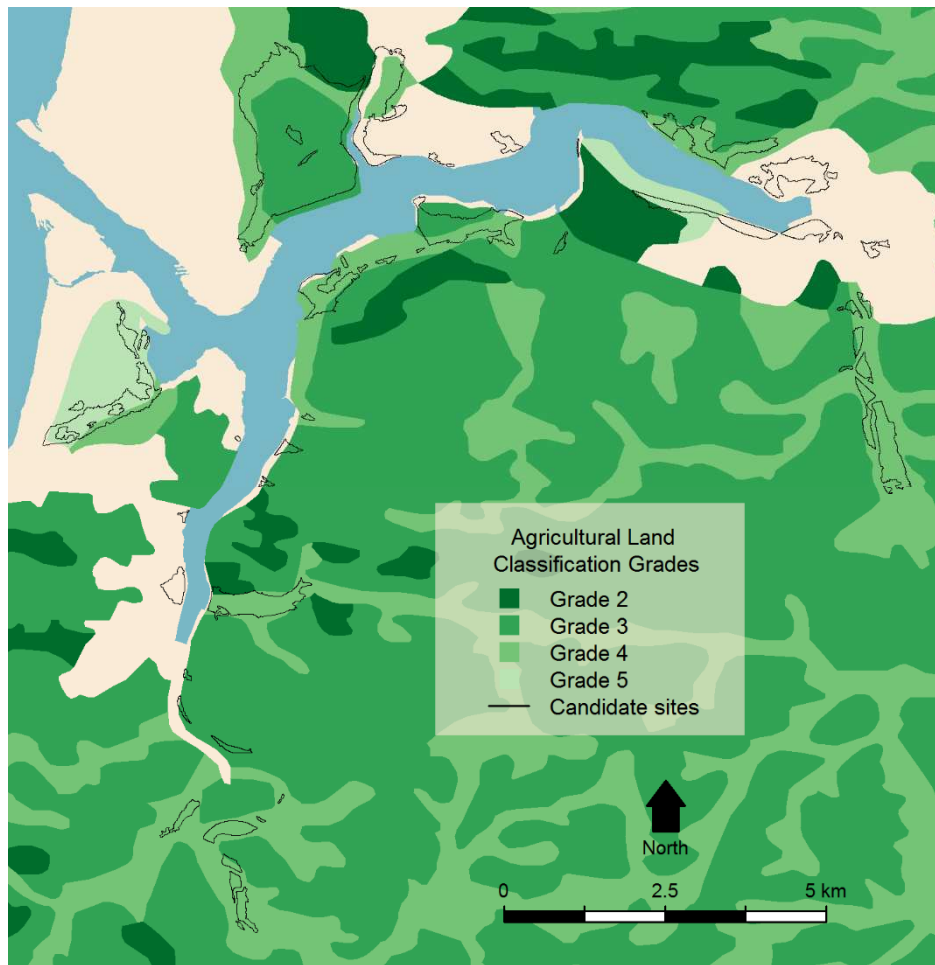 Agricultural Land
Classification Grades
Grade 2
Grade 3
Grade 4
Grade 5
Candidate sites
North
0 2.5 5 km